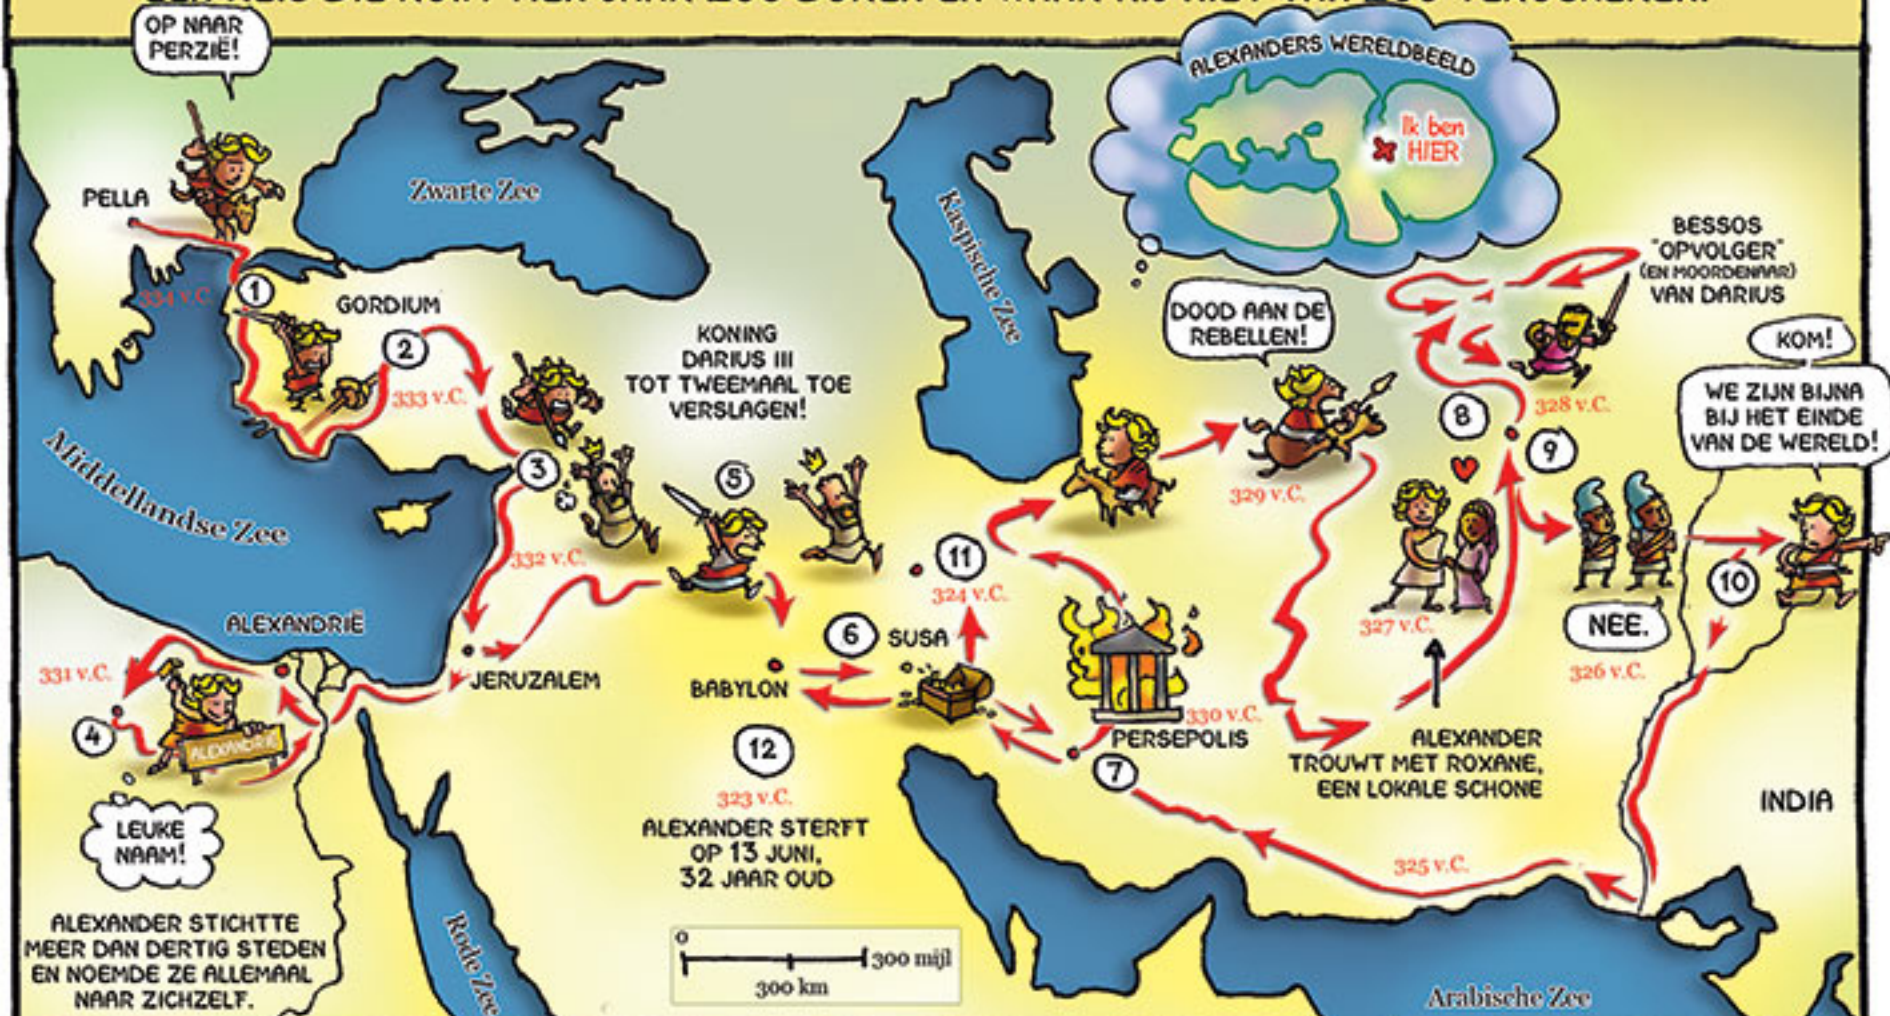 OP NAAR
PERZIË!
ALEXANDERS WERELDBEELD
Ik ben
HIER
PELLA
Zwarte Zee
Kaspische Zee
BESSOS
"OPVOLGER"
(EN MOORDENAAR)
VAN DARIUS
334 v.C.
1
GORDIUM
2
333 v.C.
KONING
DARIUS III
TOT TWEEMAAL TOE
VERSLAGEN!
DOOD AAN DE
REBELLEN!
KOM!
WE ZIJN BIJNA
BIJ HET EINDE
VAN DE WERELD!
8
328 v.C.
9
Middellandse Zee
3
5
329 v.C.
332 v.C.
11
324 v.C.
10
327 v.C.
NEE.
326 v.C.
ALEXANDRIË
331 v.C.
4
ALEXANDRIË
JERUZALEM
6
SUSA
BABYLON
330 v.C.
PERSEPOLIS
7
12
323 v.C.
ALEXANDER STERFT
OP 13 JUNI,
32 JAAR OUD
ALEXANDER
TROUWT MET ROXANE,
EEN LOKALE SCHONE
INDIA
325 v.C.
LEUKE
NAAM!
ALEXANDER STICHTTE
MEER DAN DERTIG STEDEN
EN NOEMDE ZE ALLEMAAL
NAAR ZICHZELF.
Rode Zee
0
300 mijl
300 km
Arabische Zee